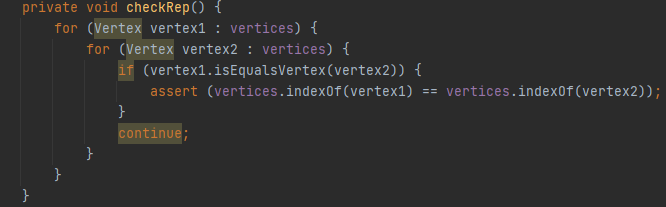 private void checkRep() {
    for (Vertex vertex1 : vertices) {
        for (Vertex vertex2 : vertices) {
            if (vertex1.isEqualsVertex(vertex2)) {
                assert (vertices.indexOf(vertex1) == vertices.indexOf(vertex2));
            }
            continue;
        }
    }
}